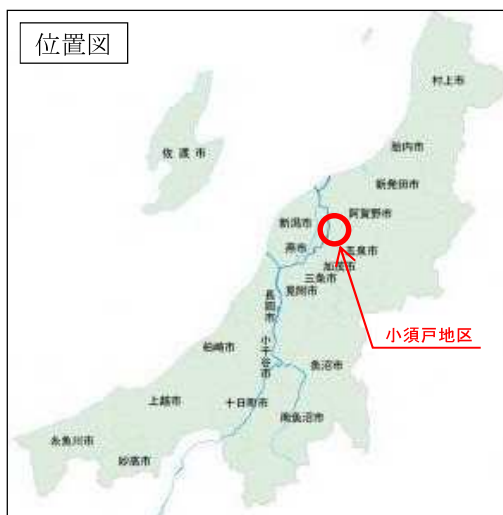 位置図
村上市
胎内市
佐渡市
新発田市
阿賀野市
新潟市
燕市
五泉市
加茂市
三条市
見附市
長岡市
小須戸地区
小千谷市
柏崎市
魚沼市
上越市
十日町市
南魚沼市
糸魚川市
妙高市